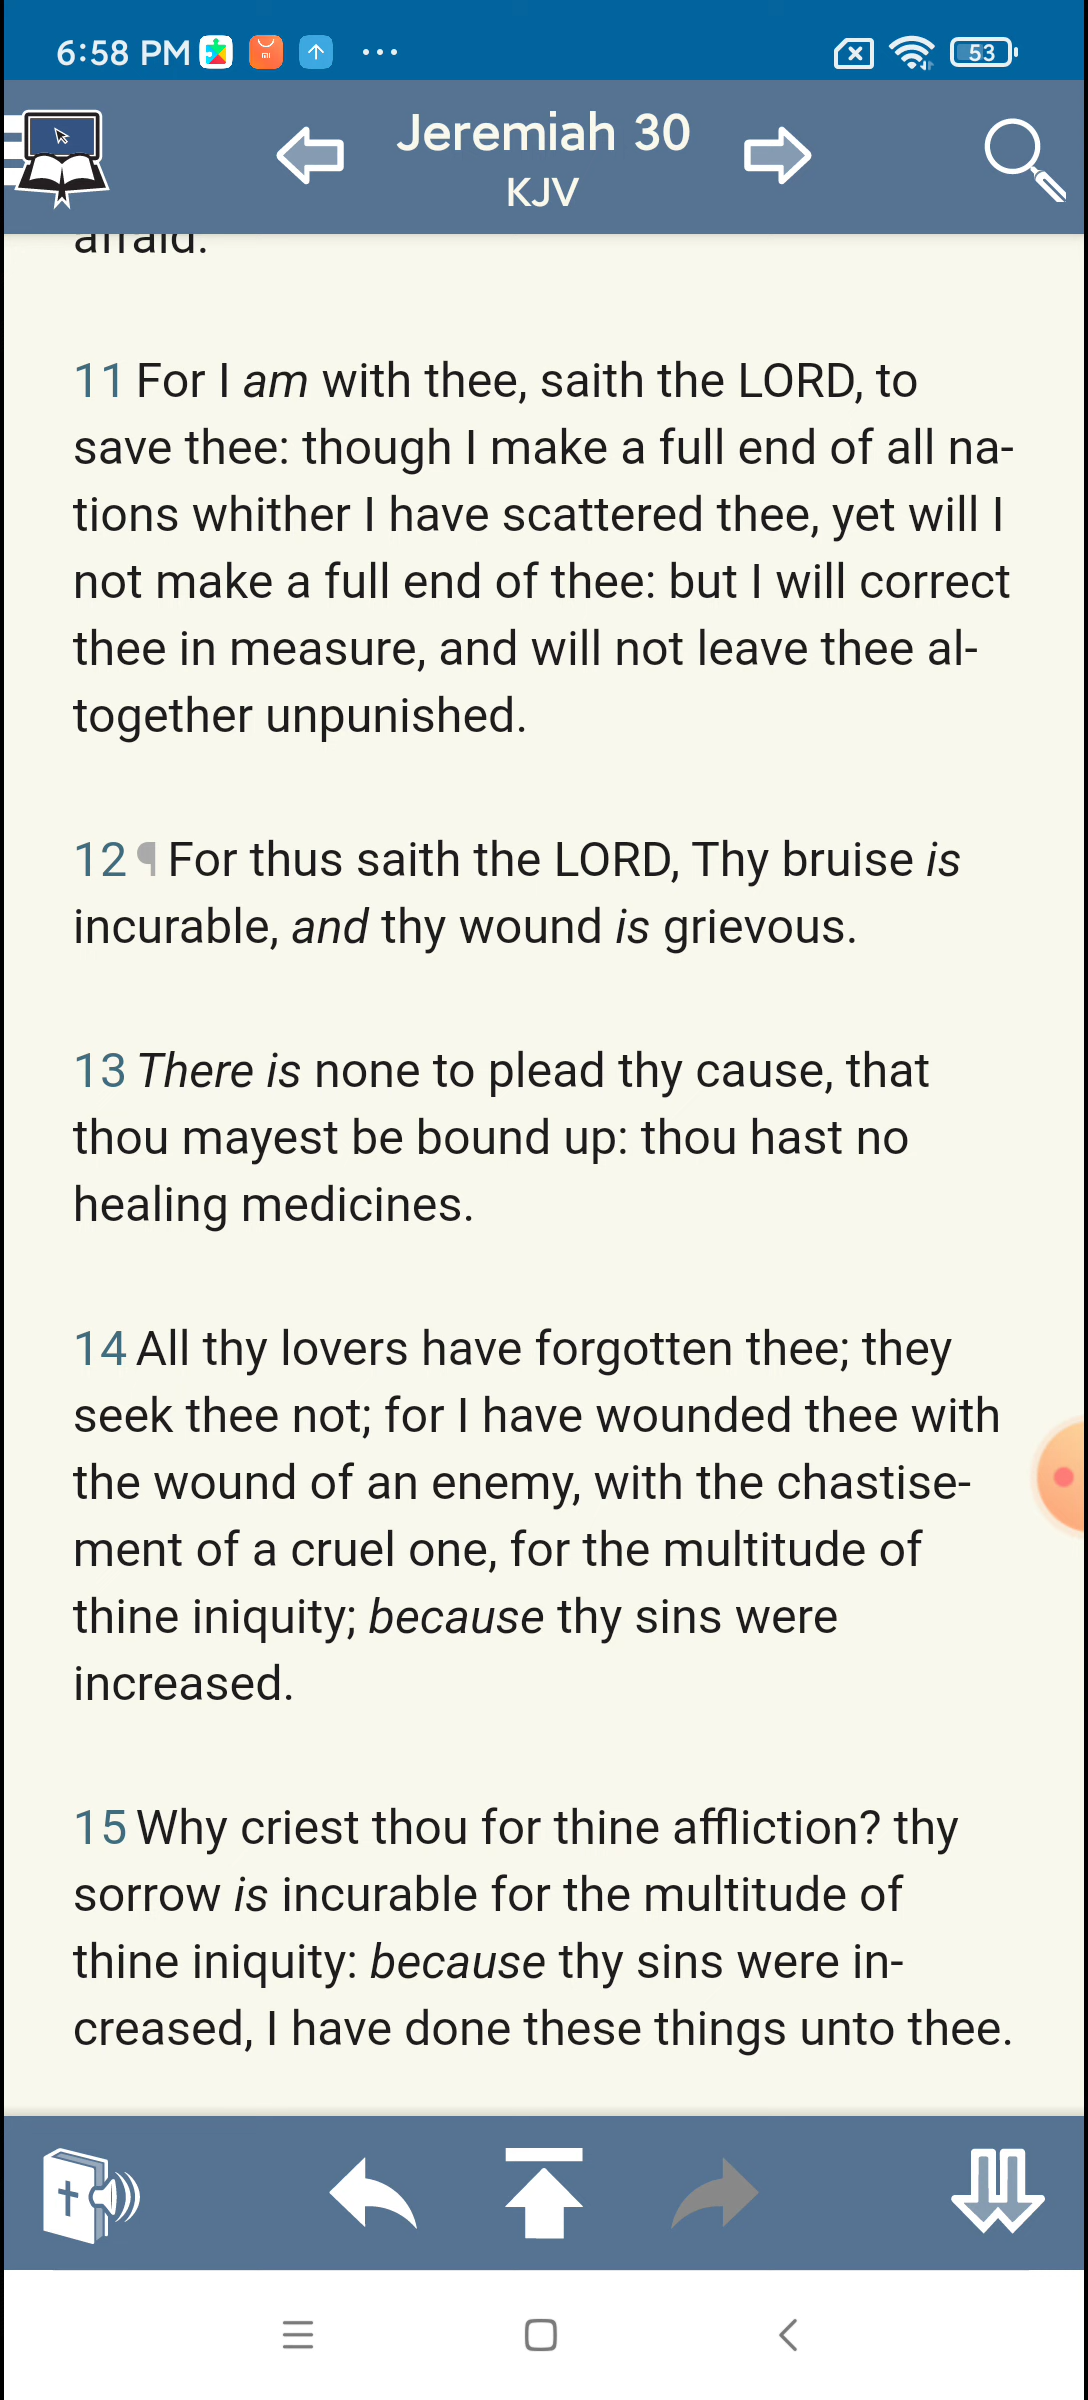 6:58 PM
53
Jeremiah 30
KJV
afraid.
11 For I am with thee, saith the LORD, to
save thee: though I make a full end of all na-
tions whither I have scattered thee, yet will I
not make a full end of thee: but I will correct
thee in measure, and will not leave thee al-
together unpunished.
12 ¶ For thus saith the LORD, Thy bruise is
incurable, and thy wound is grievous.
13 There is none to plead thy cause, that
thou mayest be bound up: thou hast no
healing medicines.
14 All thy lovers have forgotten thee; they
seek thee not; for I have wounded thee with
the wound of an enemy, with the chastise-
ment of a cruel one, for the multitude of
thine iniquity; because thy sins were
increased.
15 Why criest thou for thine affliction? thy
sorrow is incurable for the multitude of
thine iniquity: because thy sins were in-
creased, I have done these things unto thee.